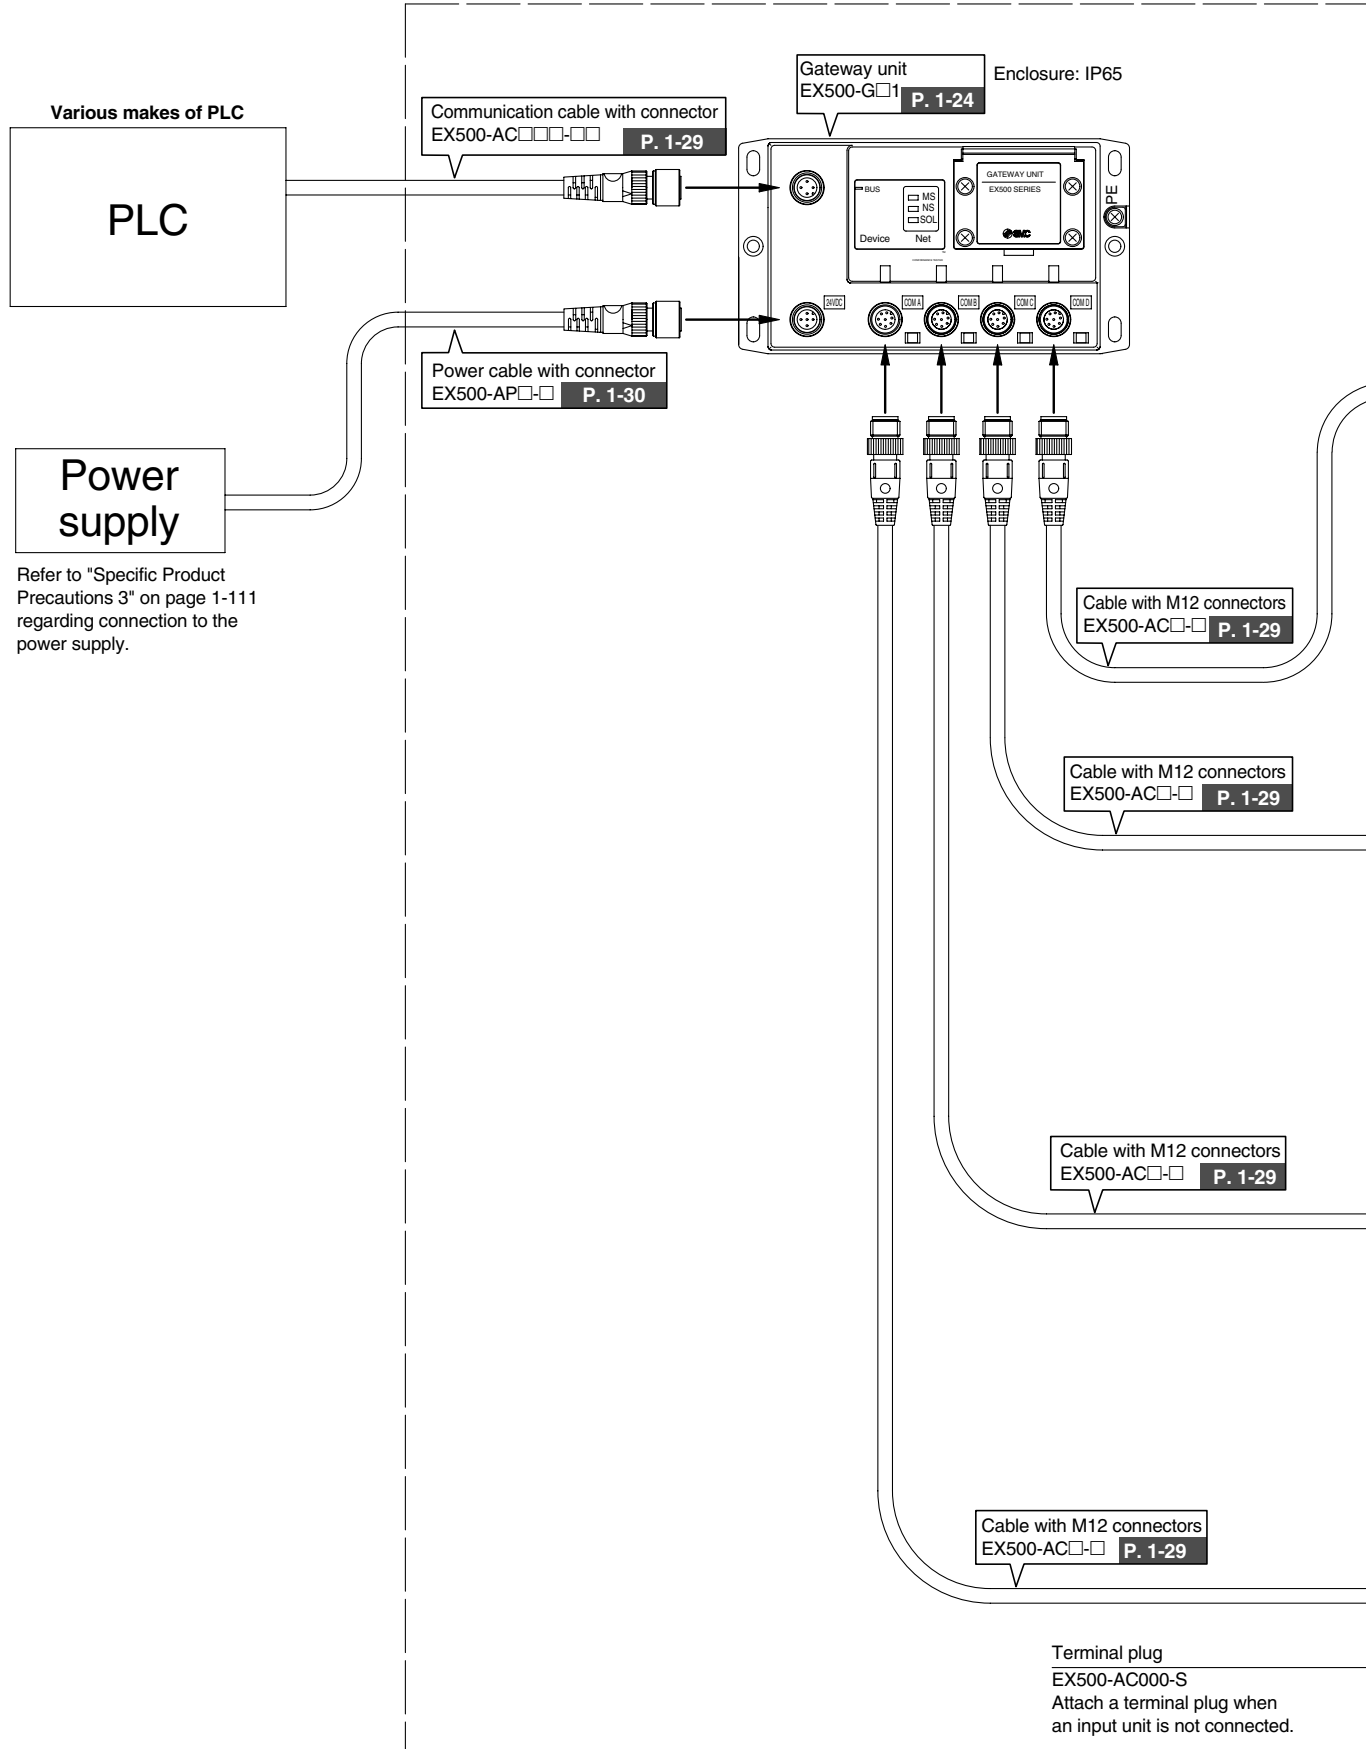 Gateway unit
EX500-G□1 P. 1-24
Enclosure: IP65
Various makes of PLC
PLC
Communication cable with connector
EX500-AC□□□-□□ P. 1-29
GATEWAY UNIT
EX500 SERIES
SMC
BUS
MS
NS
SOL
Device Net
PE
24VDC
COM A
COM B
COM C
COM D
Power cable with connector
EX500-AP□-□ P. 1-30
Power
supply
Refer to "Specific Product
Precautions 3" on page 1-111
regarding connection to the
power supply.
Cable with M12 connectors
EX500-AC□-□ P. 1-29
Cable with M12 connectors
EX500-AC□-□ P. 1-29
Cable with M12 connectors
EX500-AC□-□ P. 1-29
Cable with M12 connectors
EX500-AC□-□ P. 1-29
Terminal plug
EX500-AC000-S
Attach a terminal plug when
an input unit is not connected.